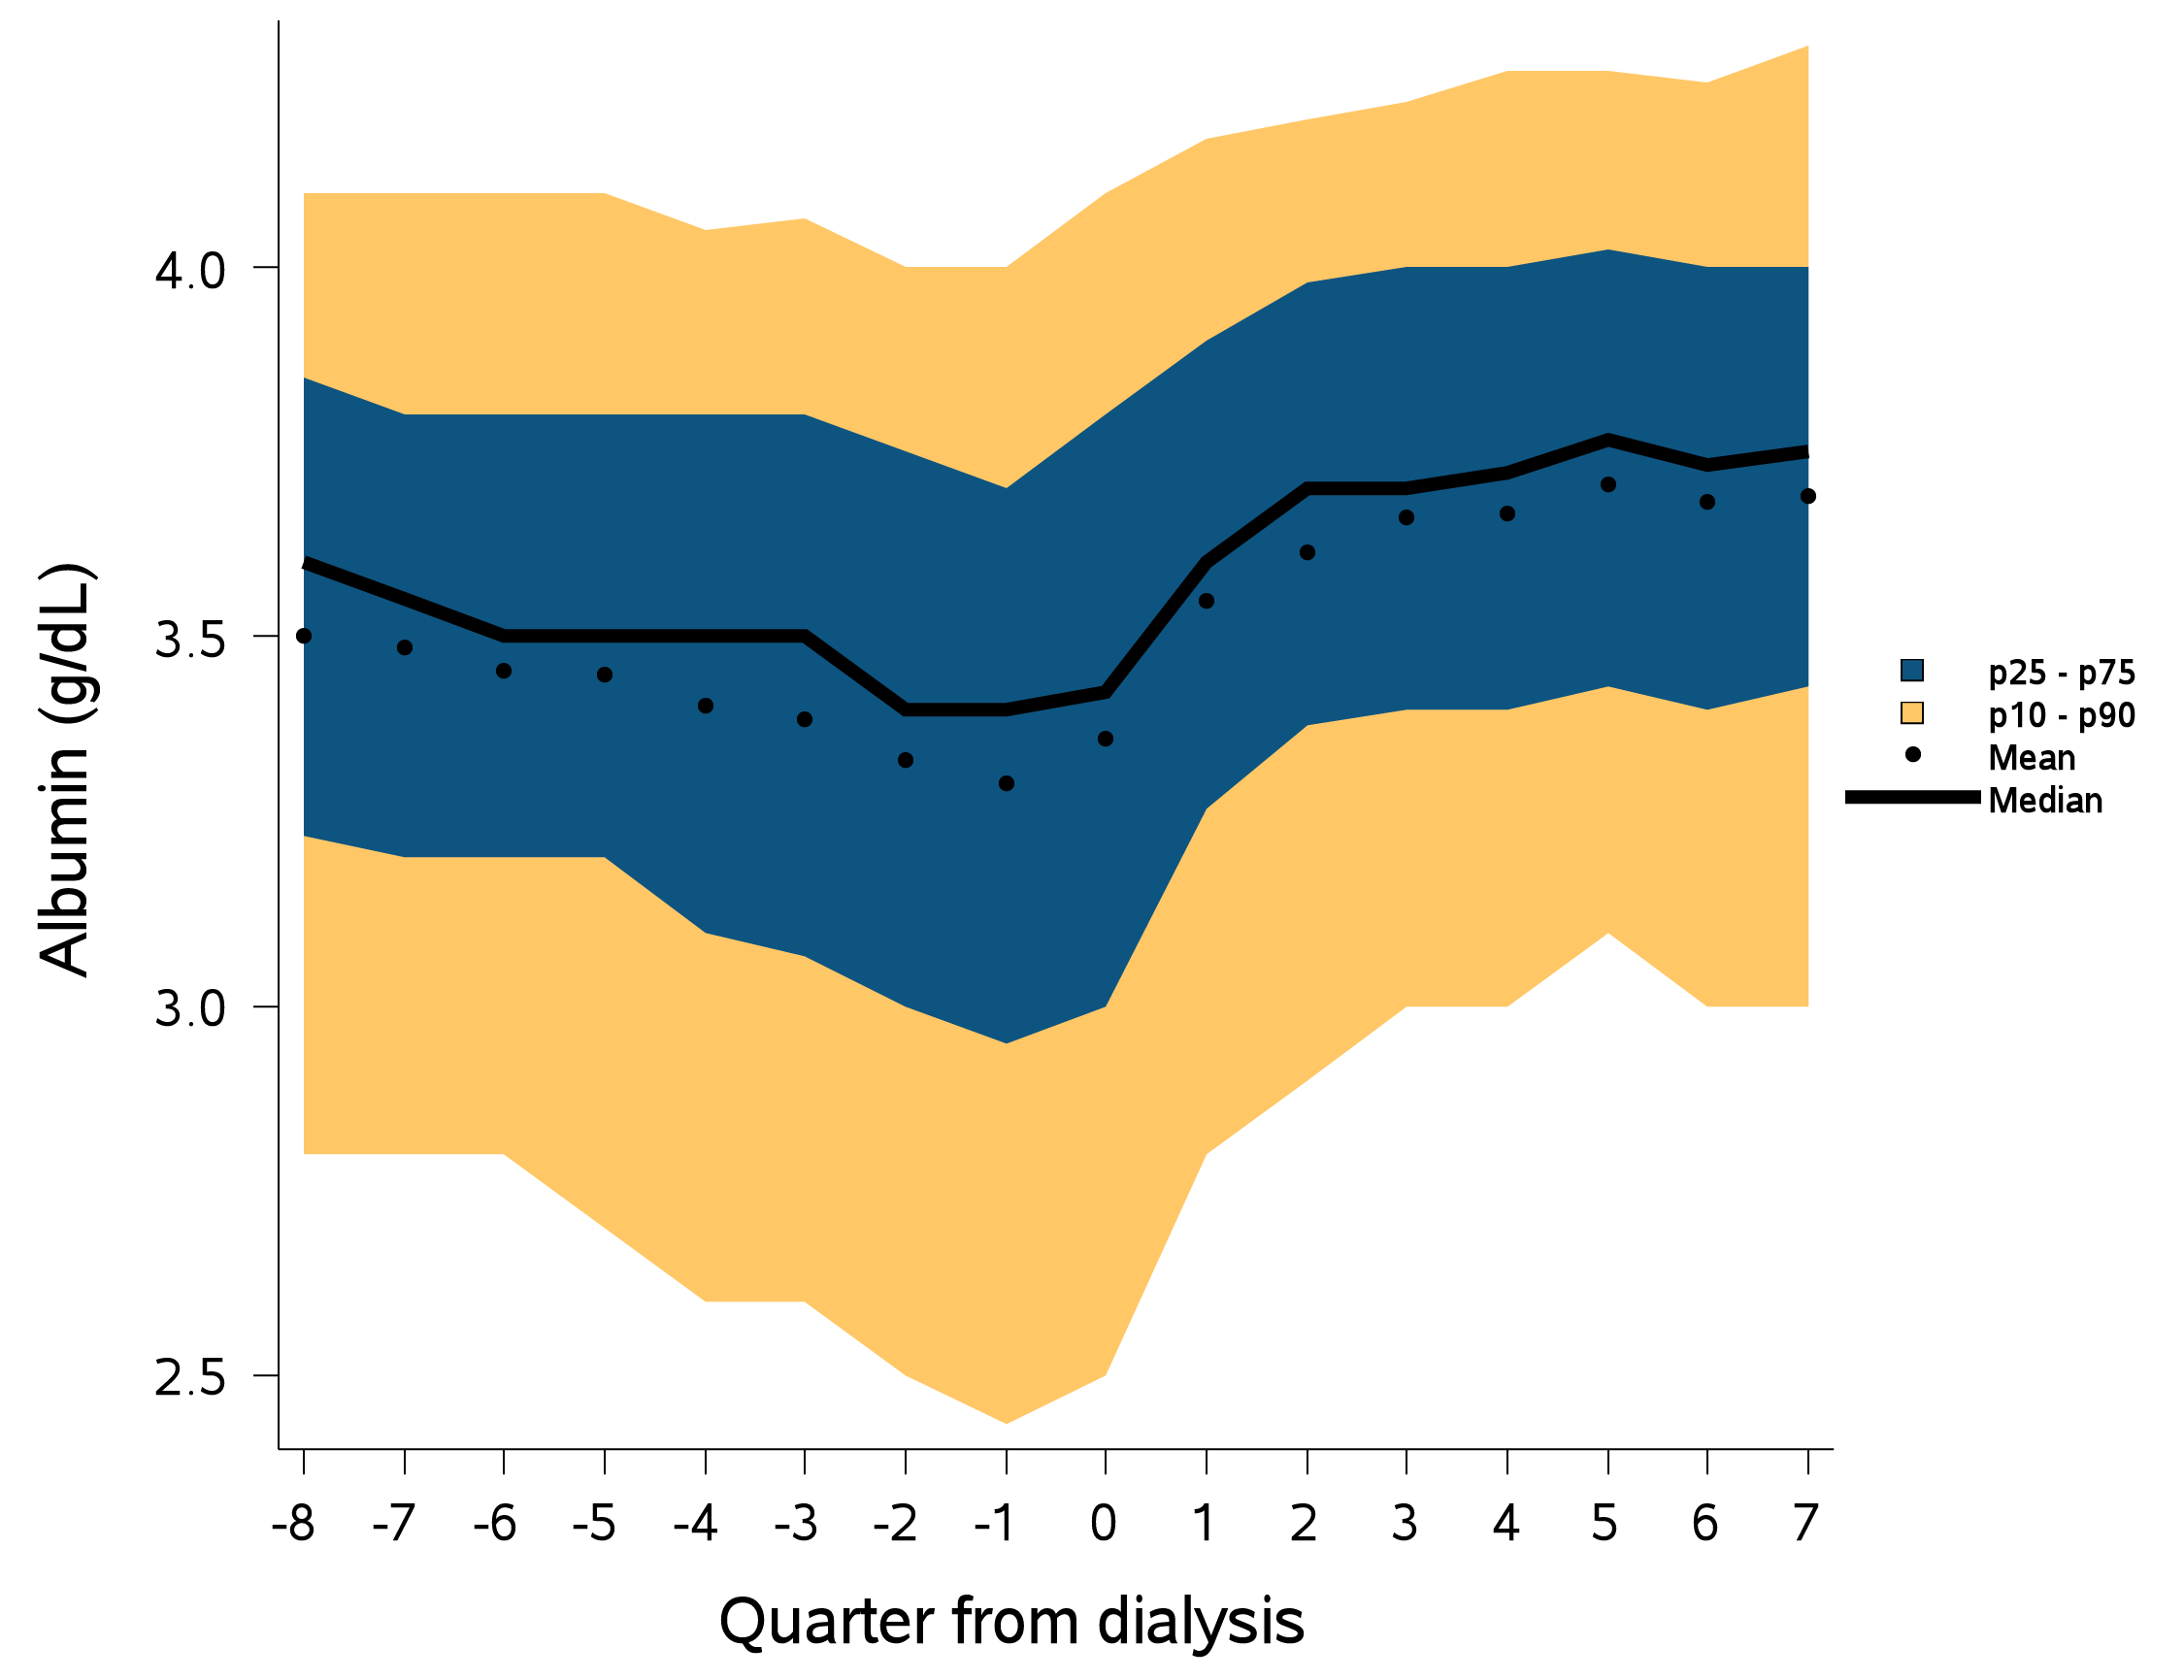 Albumin (g/dL)
4.0
3.5
3.0
2.5
-8 -7 -6 -5 -4 -3 -2 -1 0 1 2 3 4 5 6 7
Quarter from dialysis
p25 - p75
p10 - p90
Mean
Median